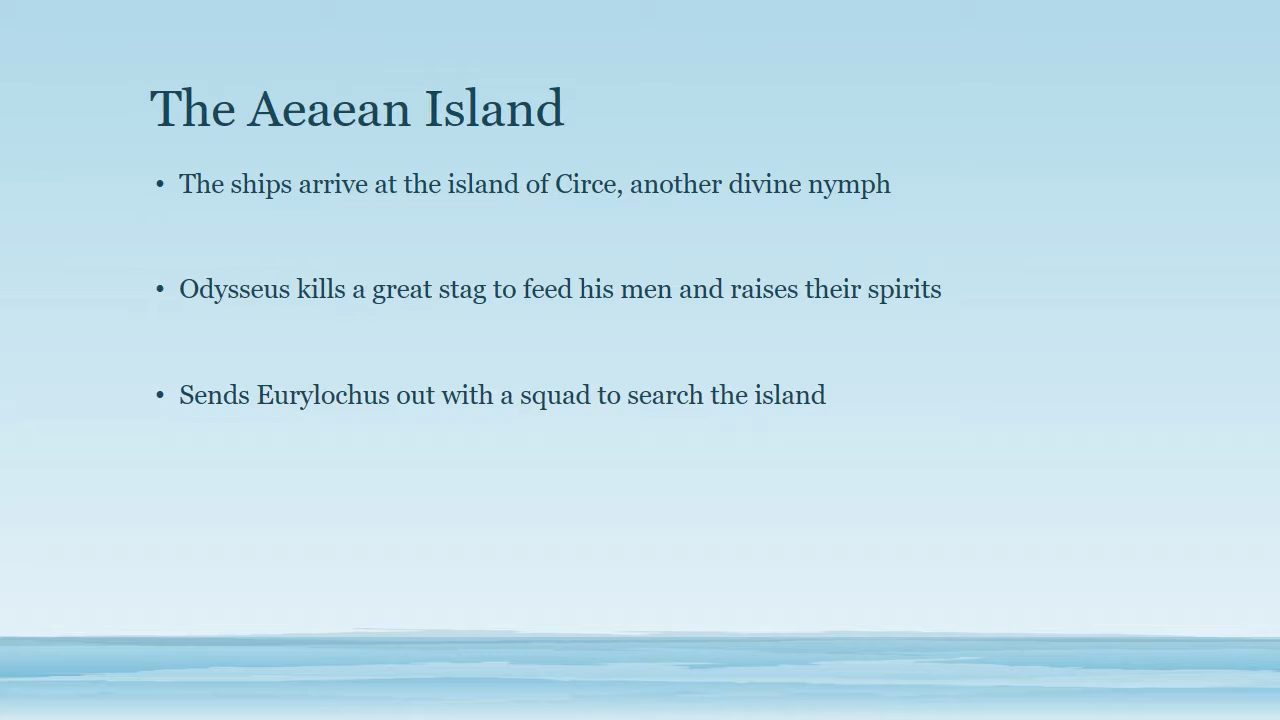 The Aeaean Island
• The ships arrive at the island of Circe, another divine nymph
• Odysseus kills a great stag to feed his men and raises their spirits
• Sends Eurylochus out with a squad to search the island